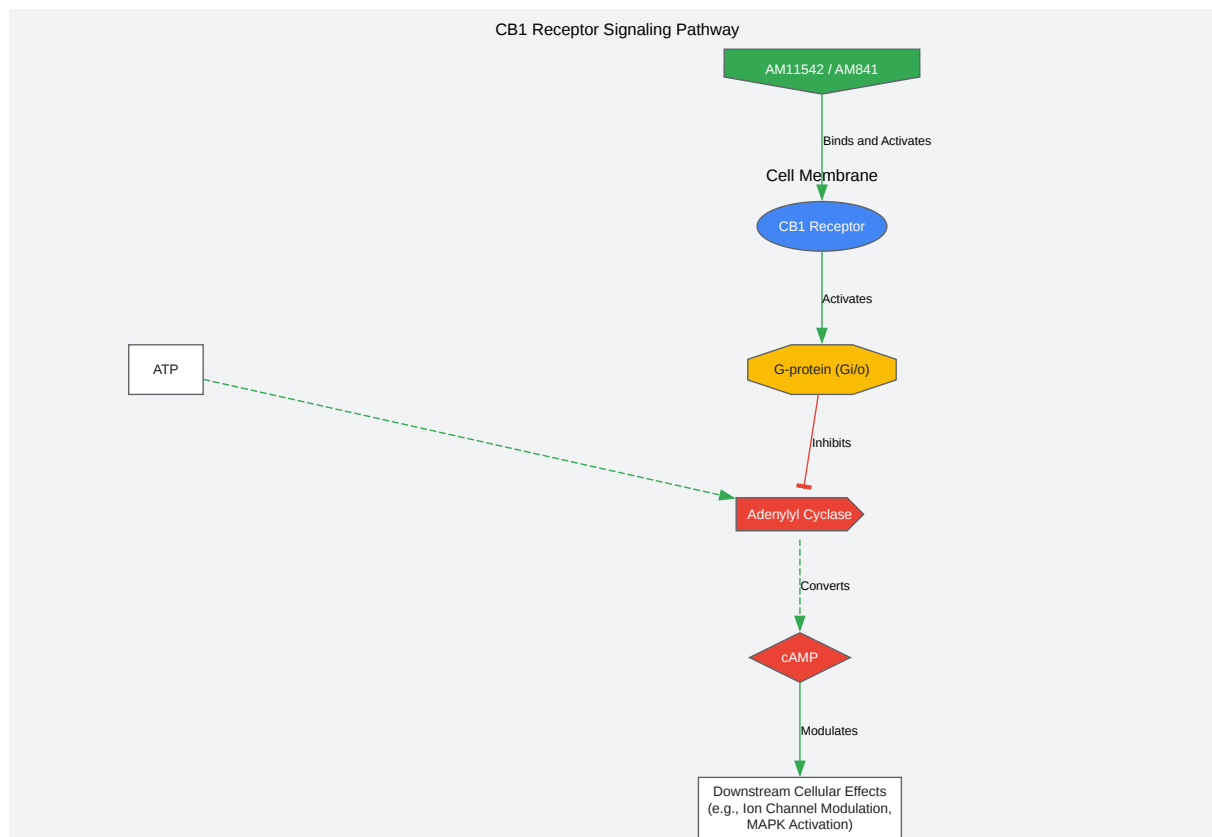 CB1 Receptor Signaling Pathway
AM11542 / AM841
Binds and Activates
Cell Membrane
CB1 Receptor
Activates
ATP
G-protein (Gi/o)
Inhibits
Adenylyl Cyclase
Converts
cAMP
Modulates
Downstream Cellular Effects
(e.g., Ion Channel Modulation,
MAPK Activation)